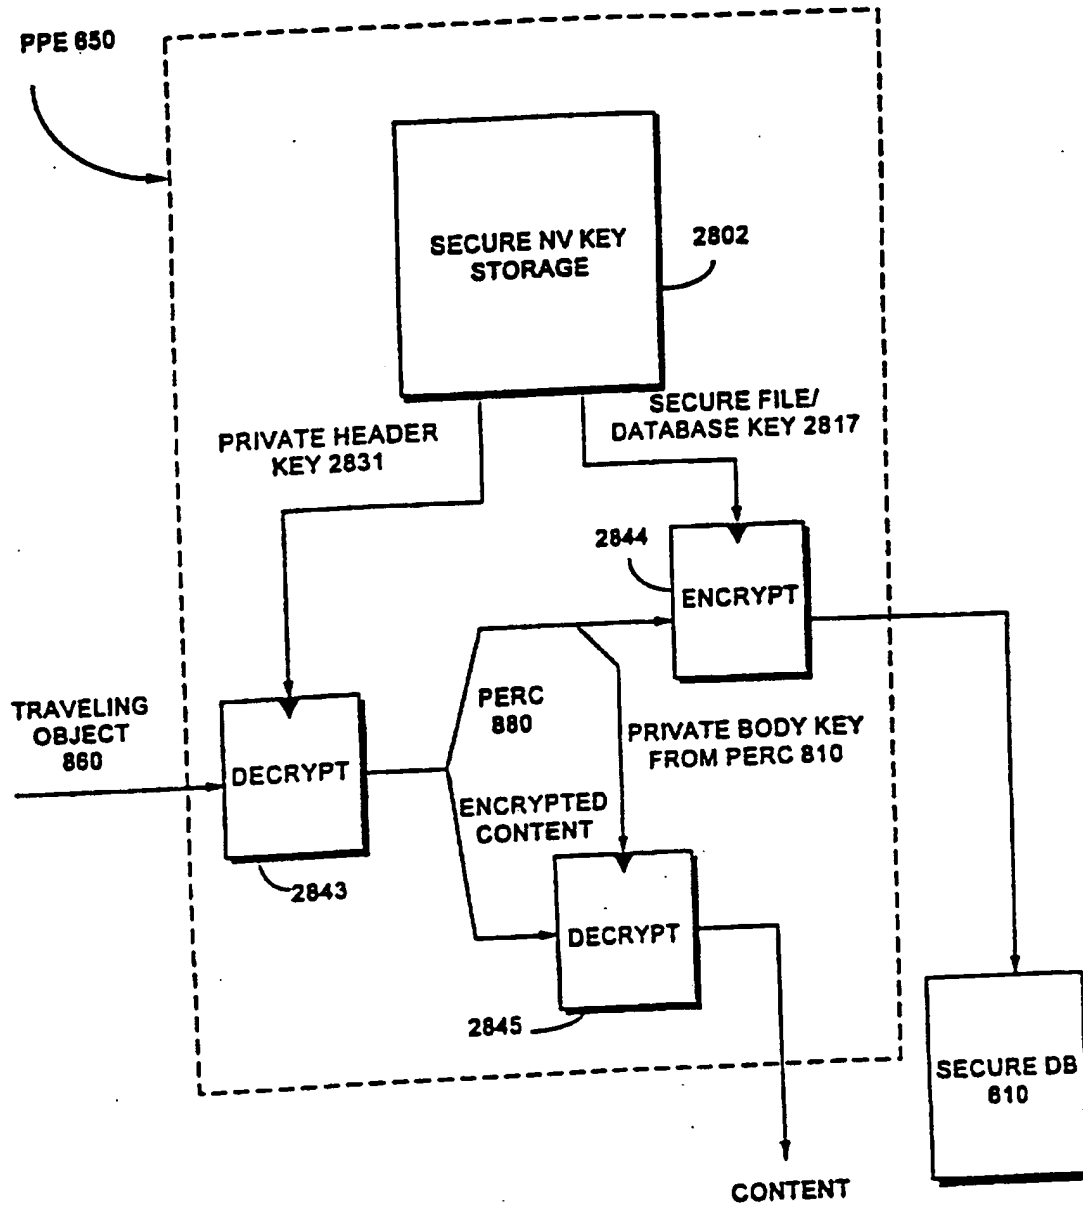 PPE 650
SECURE NV KEY
STORAGE
2802
SECURE FILE/
DATABASE KEY 2817
PRIVATE HEADER
KEY 2831
2844
ENCRYPT
TRAVELING
OBJECT
860
DECRYPT
PERC
880
PRIVATE BODY KEY
FROM PERC 810
ENCRYPTED
CONTENT
2843
DECRYPT
2845
SECURE DB
610
CONTENT